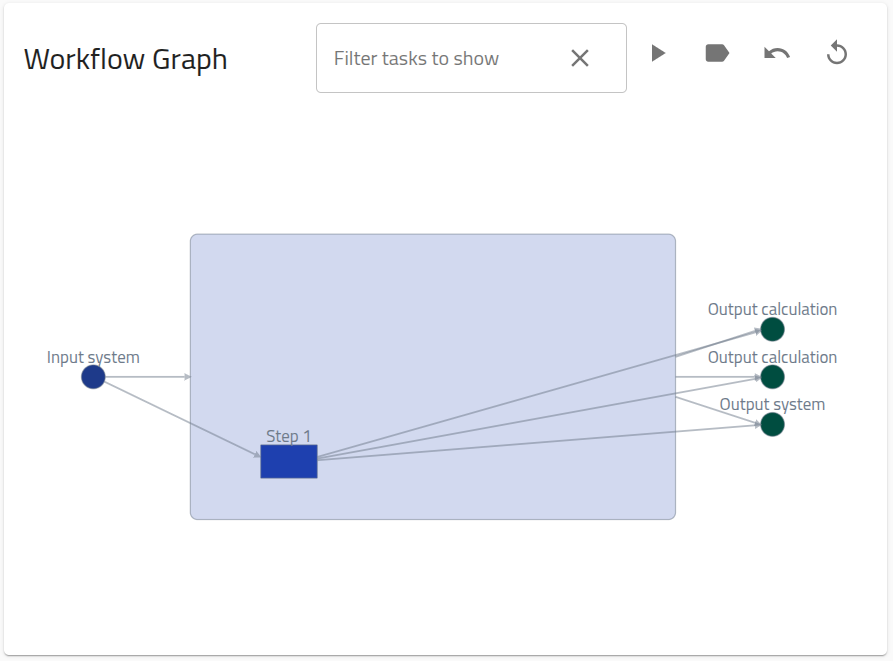 Workflow Graph
Filter tasks to show
Output calculation
Input system
Output calculation
Output system
Step 1